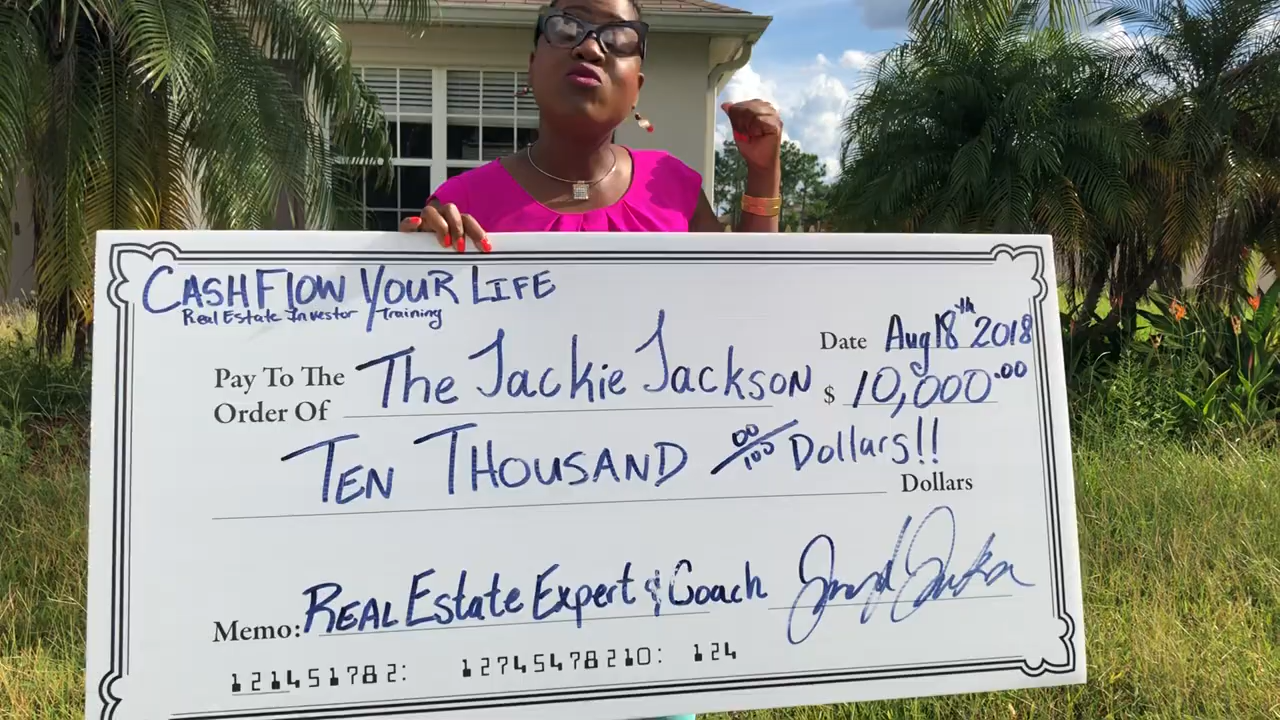 CASHFLOW YOUR LIFE
Real Estate Investor Training
Date Aug 18th 2018
Pay To The Order Of The Jackie Jackson $ 10,000.00
TEN THOUSAND 00/100 Dollars!!
Dollars
Memo: REAL Estate Expert & Coach
121451782: 12745478210: 124